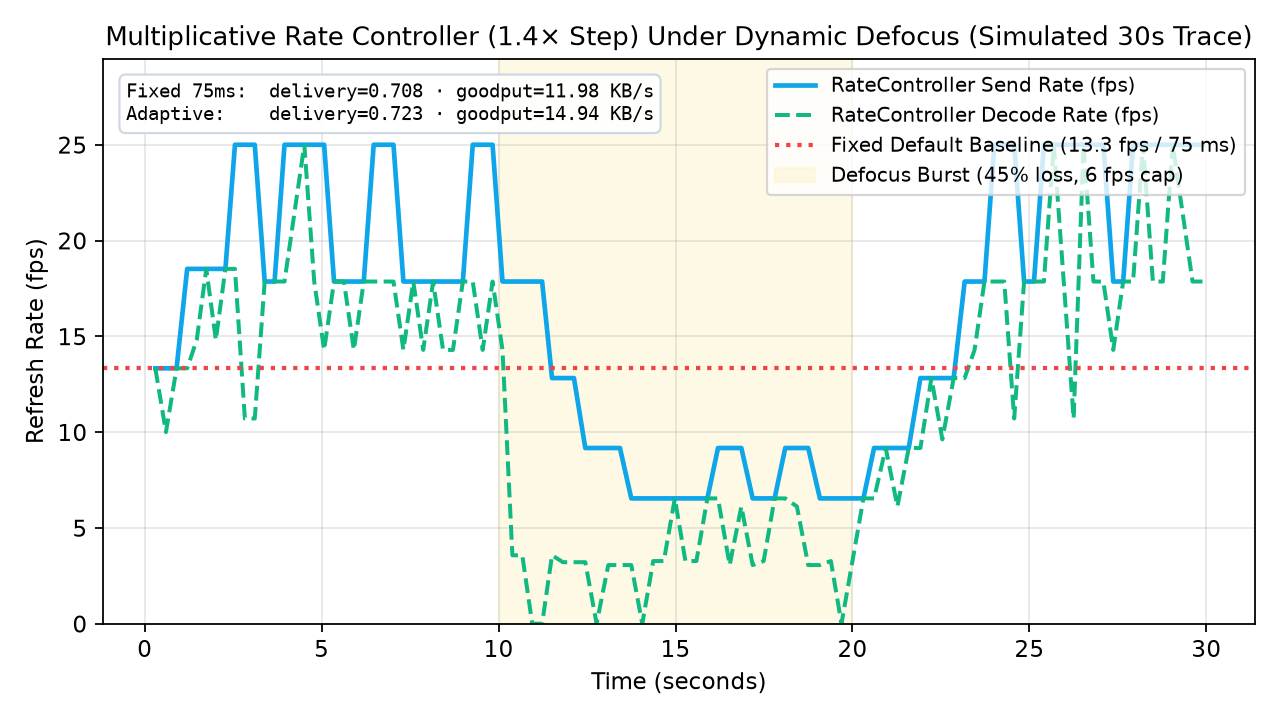 Multiplicative Rate Controller (1.4× Step) Under Dynamic Defocus (Simulated 30s Trace)
Fixed 75ms:  delivery=0.708 · goodput=11.98 KB/s
Adaptive:    delivery=0.723 · goodput=14.94 KB/s
RateController Send Rate (fps)
RateController Decode Rate (fps)
Fixed Default Baseline (13.3 fps / 75 ms)
Defocus Burst (45% loss, 6 fps cap)
Refresh Rate (fps)
25
20
15
10
5
0
0 5 10 15 20 25 30
Time (seconds)